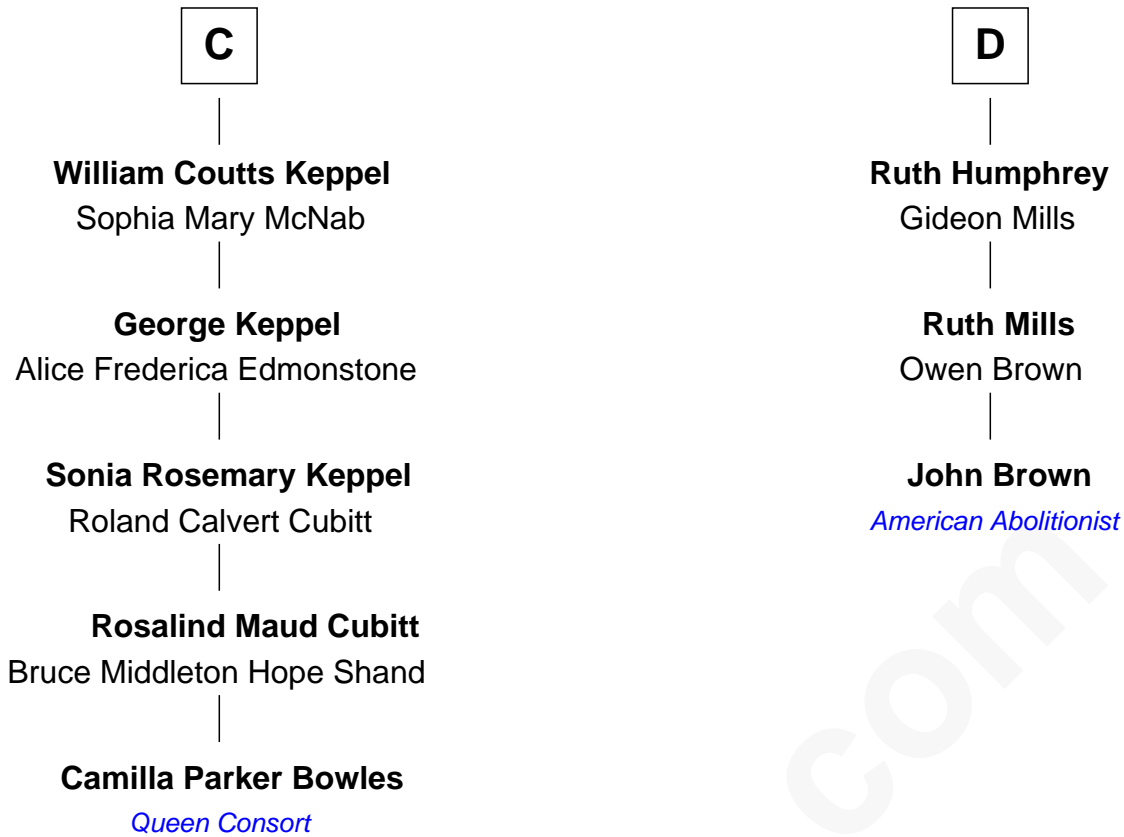 C
William Coutts Keppel
Sophia Mary McNab
George Keppel
Alice Frederica Edmonstone
Sonia Rosemary Keppel
Roland Calvert Cubitt
Rosalind Maud Cubitt
Bruce Middleton Hope Shand
Camilla Parker Bowles
Queen Consort
D
Ruth Humphrey
Gideon Mills
Ruth Mills
Owen Brown
John Brown
American Abolitionist
com